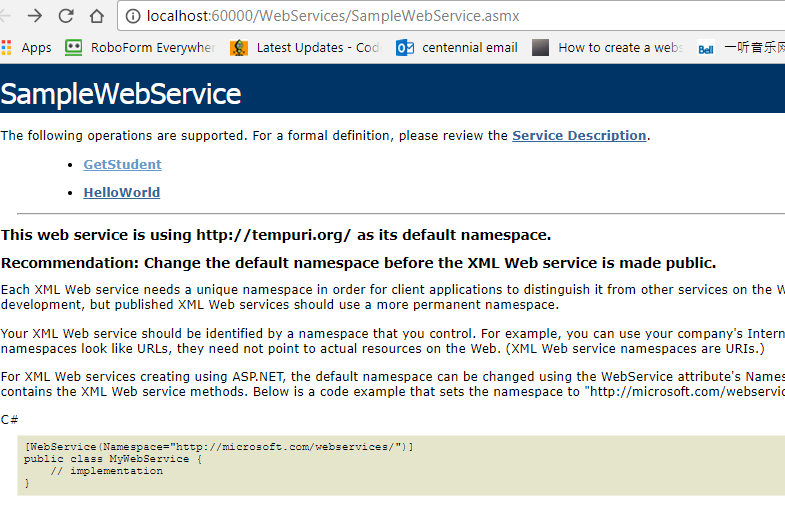 localhost:60000/WebServices/SampleWebService.asmx
Apps RoboForm Everywher Latest Updates - Cod centennial email How to create a webs Bell 一听音乐网
SampleWebService
The following operations are supported. For a formal definition, please review the Service Description.
• GetStudent
• HelloWorld
This web service is using http://tempuri.org/ as its default namespace.
Recommendation: Change the default namespace before the XML Web service is made public.
Each XML Web service needs a unique namespace in order for client applications to distinguish it from other services on the W
development, but published XML Web services should use a more permanent namespace.
Your XML Web service should be identified by a namespace that you control. For example, you can use your company's Intern
namespaces look like URLs, they need not point to actual resources on the Web. (XML Web service namespaces are URIs.)
For XML Web services creating using ASP.NET, the default namespace can be changed using the WebService attribute's Names
contains the XML Web service methods. Below is a code example that sets the namespace to "http://microsoft.com/webservic
C#
[WebService(Namespace="http://microsoft.com/webservices/")]
public class MyWebService {
// implementation
}